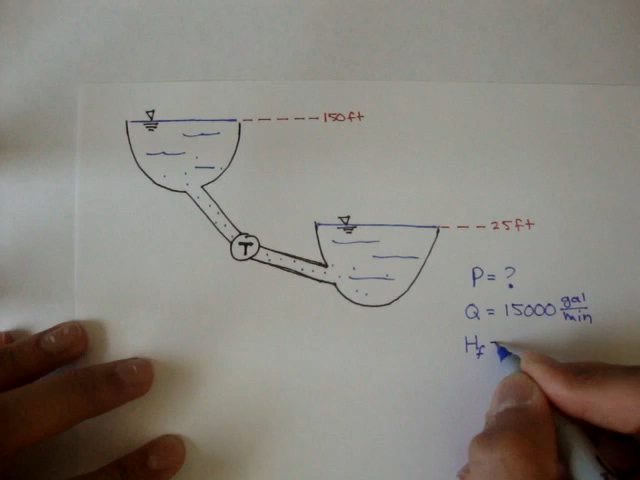 150ft
T
25ft
P = ?
Q = 15000 gal/min
Hf -